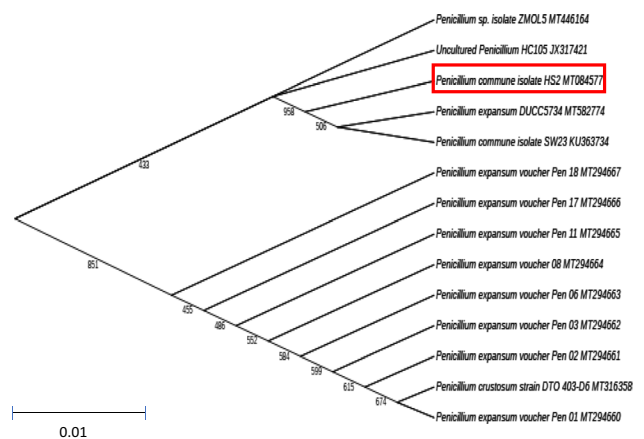 Penicillium sp. isolate ZMOL5 MT446164
Uncultured Penicillium HC105 JX317421
Penicillium commune isolate HS2 MT084577
958
Penicillium expansum DUCC5734 MT582774
506
Penicillium commune isolate SW23 KU363734
433
Penicillium expansum voucher Pen 18 MT294667
Penicillium expansum voucher Pen 17 MT294666
Penicillium expansum voucher Pen 11 MT294665
851
Penicillium expansum voucher 08 MT294664
Penicillium expansum voucher Pen 06 MT294663
455
486
Penicillium expansum voucher Pen 03 MT294662
552
584
Penicillium expansum voucher Pen 02 MT294661
599
615
Penicillium crustosum strain DTO 403-D6 MT316358
674
Penicillium expansum voucher Pen 01 MT294660
0.01